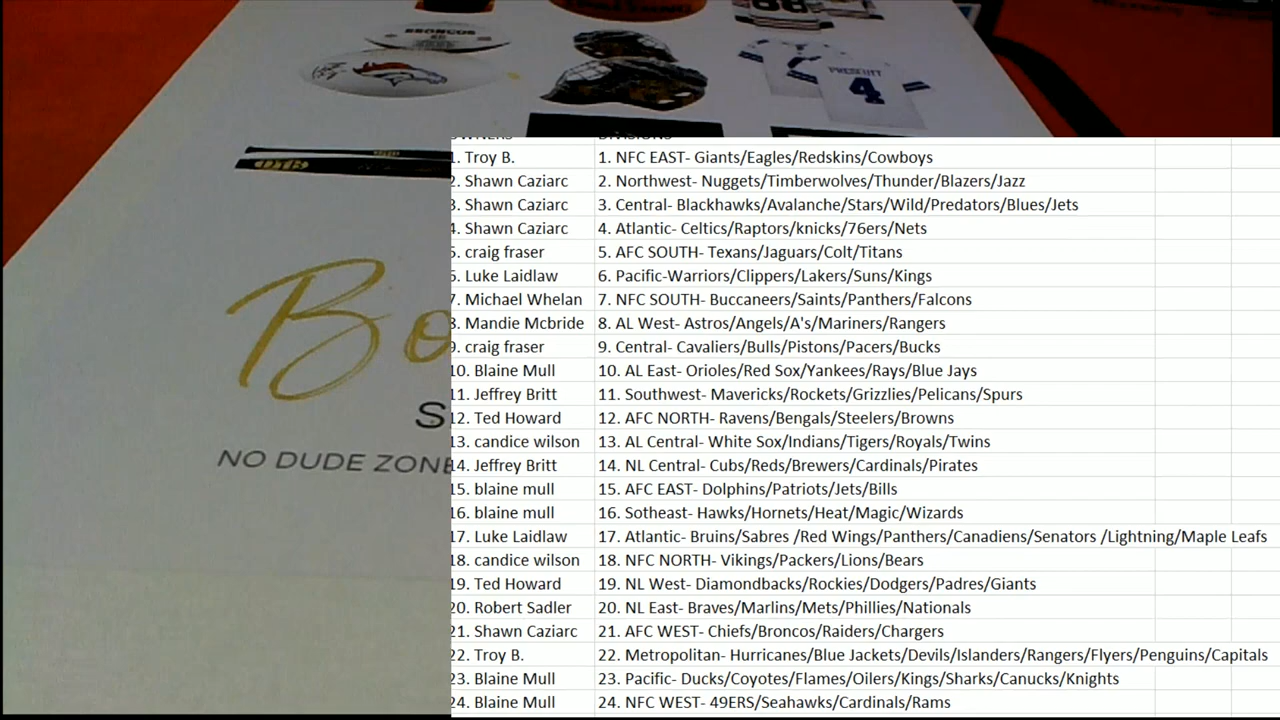 BRONCOS
PRESCOTT
4
88
OWNERS DIVISIONS
1. Troy B. 1. NFC EAST- Giants/Eagles/Redskins/Cowboys
2. Shawn Caziarc 2. Northwest- Nuggets/Timberwolves/Thunder/Blazers/Jazz
3. Shawn Caziarc 3. Central- Blackhawks/Avalanche/Stars/Wild/Predators/Blues/Jets
4. Shawn Caziarc 4. Atlantic- Celtics/Raptors/knicks/76ers/Nets
5. craig fraser 5. AFC SOUTH- Texans/Jaguars/Colt/Titans
6. Luke Laidlaw 6. Pacific-Warriors/Clippers/Lakers/Suns/Kings
7. Michael Whelan 7. NFC SOUTH- Buccaneers/Saints/Panthers/Falcons
8. Mandie Mcbride 8. AL West- Astros/Angels/A's/Mariners/Rangers
9. craig fraser 9. Central- Cavaliers/Bulls/Pistons/Pacers/Bucks
10. Blaine Mull 10. AL East- Orioles/Red Sox/Yankees/Rays/Blue Jays
11. Jeffrey Britt 11. Southwest- Mavericks/Rockets/Grizzlies/Pelicans/Spurs
12. Ted Howard 12. AFC NORTH- Ravens/Bengals/Steelers/Browns
13. candice wilson 13. AL Central- White Sox/Indians/Tigers/Royals/Twins
14. Jeffrey Britt 14. NL Central- Cubs/Reds/Brewers/Cardinals/Pirates
15. blaine mull 15. AFC EAST- Dolphins/Patriots/Jets/Bills
16. blaine mull 16. Sotheast- Hawks/Hornets/Heat/Magic/Wizards
17. Luke Laidlaw 17. Atlantic- Bruins/Sabres /Red Wings/Panthers/Canadiens/Senators /Lightning/Maple Leafs
18. candice wilson 18. NFC NORTH- Vikings/Packers/Lions/Bears
19. Ted Howard 19. NL West- Diamondbacks/Rockies/Dodgers/Padres/Giants
20. Robert Sadler 20. NL East- Braves/Marlins/Mets/Phillies/Nationals
21. Shawn Caziarc 21. AFC WEST- Chiefs/Broncos/Raiders/Chargers
22. Troy B. 22. Metropolitan- Hurricanes/Blue Jackets/Devils/Islanders/Rangers/Flyers/Penguins/Capitals
23. Blaine Mull 23. Pacific- Ducks/Coyotes/Flames/Oilers/Kings/Sharks/Canucks/Knights
24. Blaine Mull 24. NFC WEST- 49ERS/Seahawks/Cardinals/Rams
Bo
S
NO DUDE ZONE